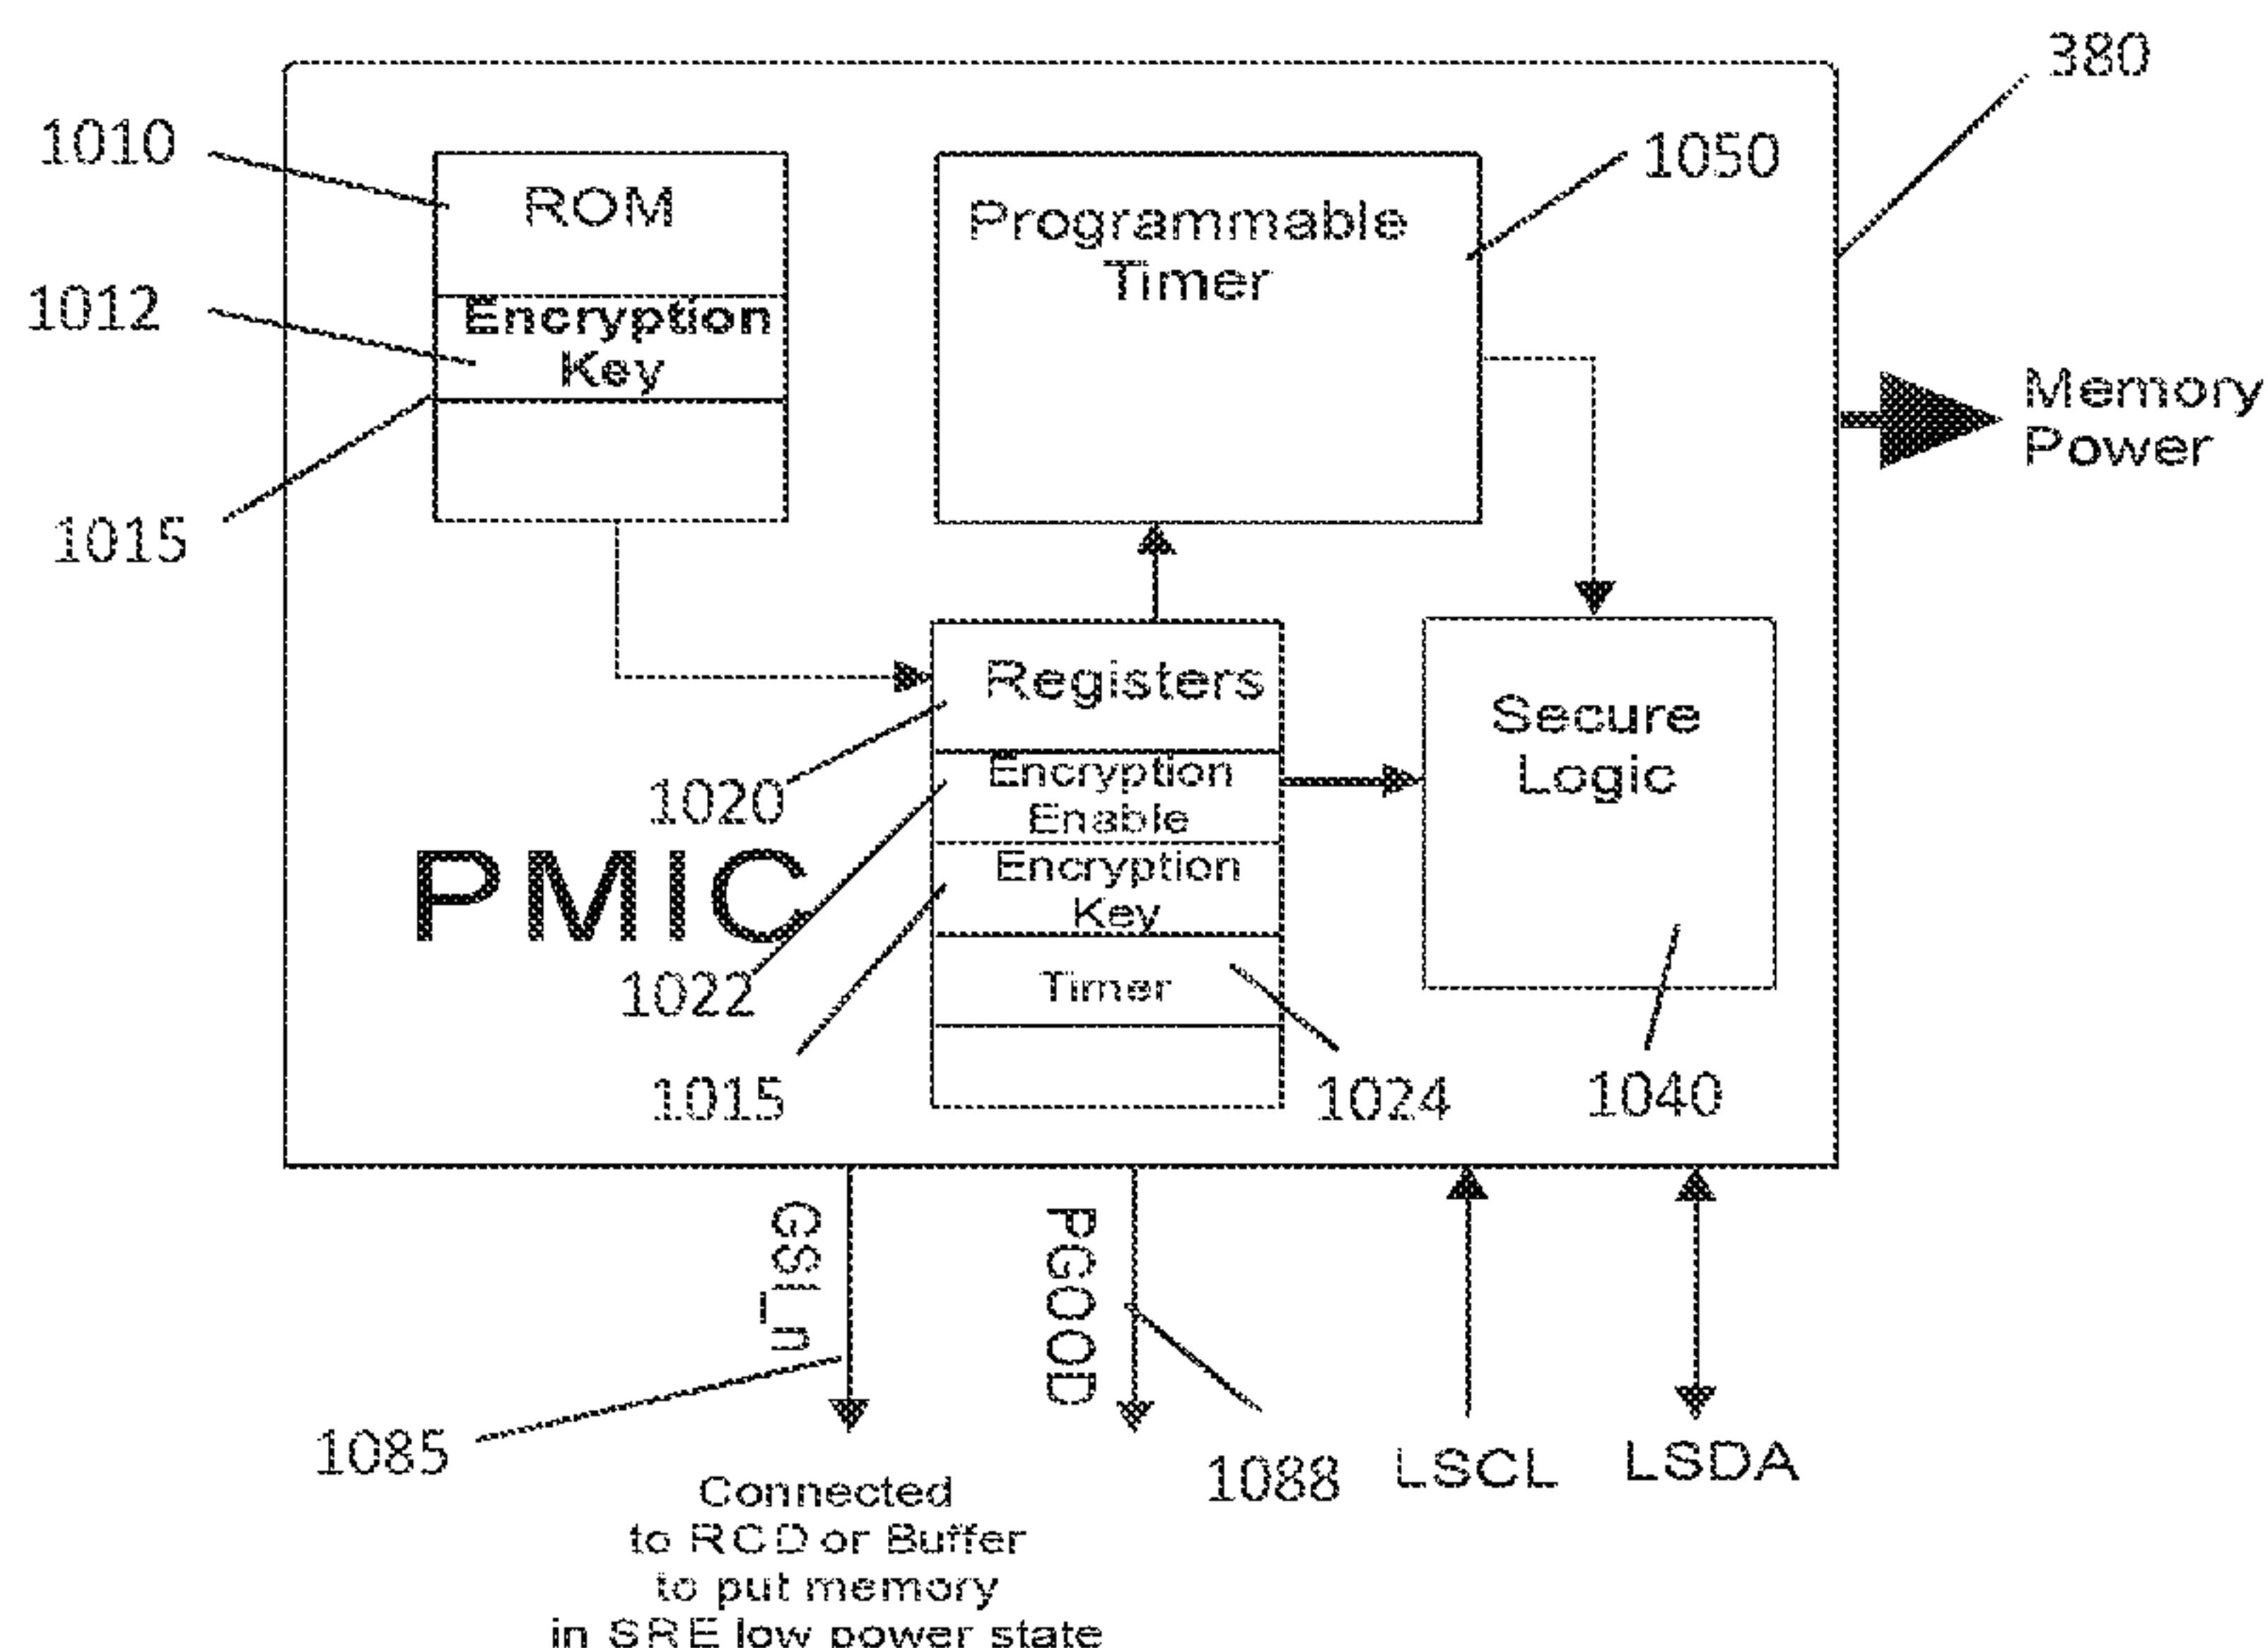 380
1010
ROM
1050
Programmable
Timer
1012
Encryption
Key
Memory
Power
1015
Registers
Secure
Logic
1020
Encryption
Enable
PMIC
Encryption
Key
1022
Timer
1015
1024
1040
GSI_n
PGOOD
1085
1088
LSCL
LSDA
Connected
to RCD or Buffer
to put memory
in SRE low power state